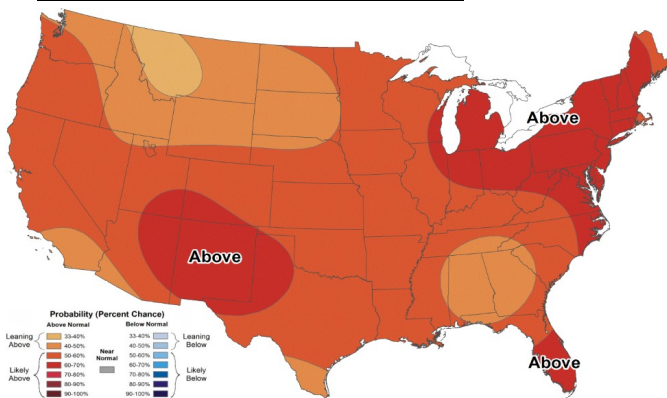 Above
Above
Above
Probability (Percent Chance)
Above Normal Below Normal
Leaning Above 33-40% 33-40% Leaning Below
40-50% 40-50%
Likely Above 50-60% Near Normal 50-60% Likely Below
60-70% 60-70%
70-80% 70-80%
80-90% 80-90%
90-100% 90-100%